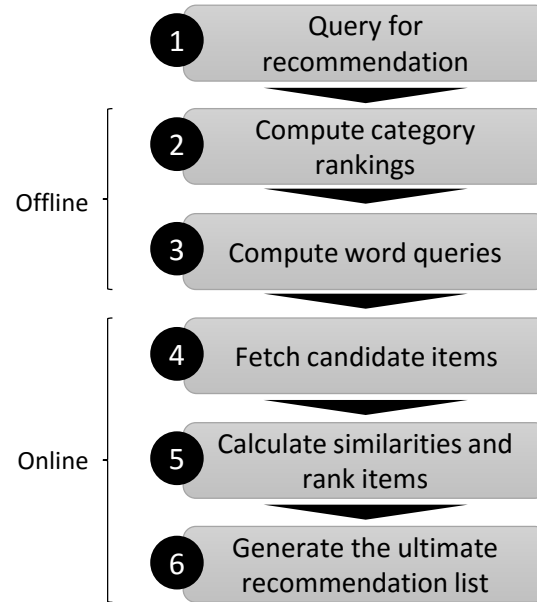 1
Query for
recommendation
2
Compute category
rankings
Offline
3
Compute word queries
4
Fetch candidate items
Online
5
Calculate similarities and
rank items
6
Generate the ultimate
recommendation list